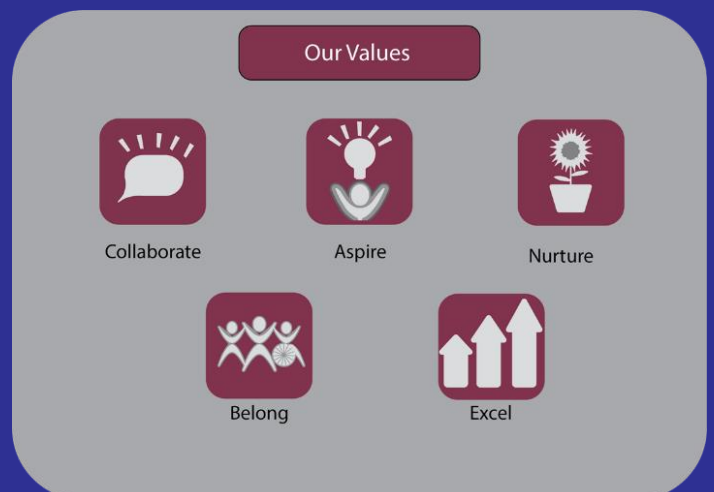 Our Values
Collaborate
Aspire
Nurture
Belong
Excel